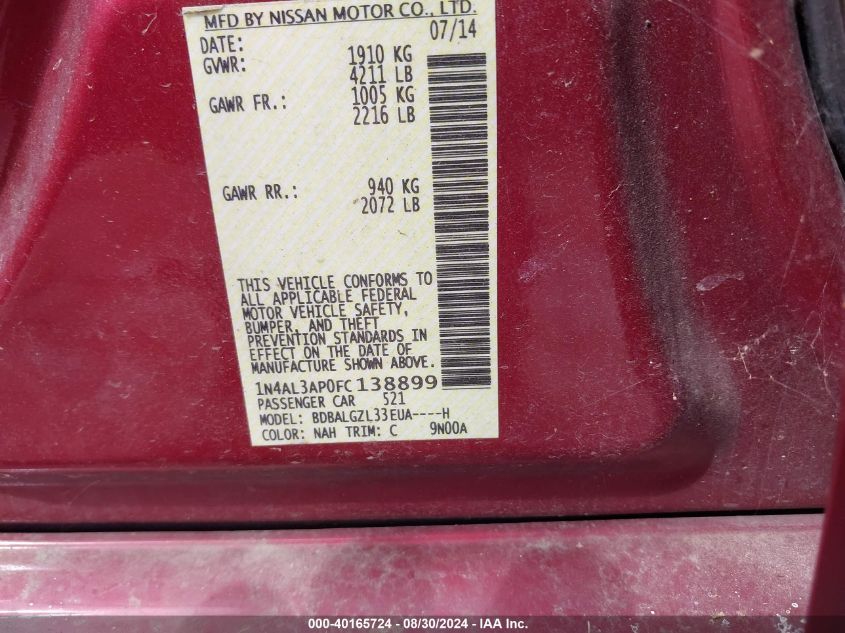 MFD BY NISSAN MOTOR CO., LTD.
DATE: 07/14
GVWR: 1910 KG
4211 LB
GAWR FR.: 1005 KG
2216 LB
GAWR RR.: 940 KG
2072 LB
THIS VEHICLE CONFORMS TO
ALL APPLICABLE FEDERAL
MOTOR VEHICLE SAFETY,
BUMPER, AND THEFT
PREVENTION STANDARDS IN
EFFECT ON THE DATE OF
MANUFACTURE SHOWN ABOVE.
1N4AL3AP0FC138899
PASSENGER CAR 521
MODEL: BDBALGZL33EUA----H
COLOR: NAH TRIM: C 9N00A
000-40165724 - 08/30/2024 - IAA Inc.